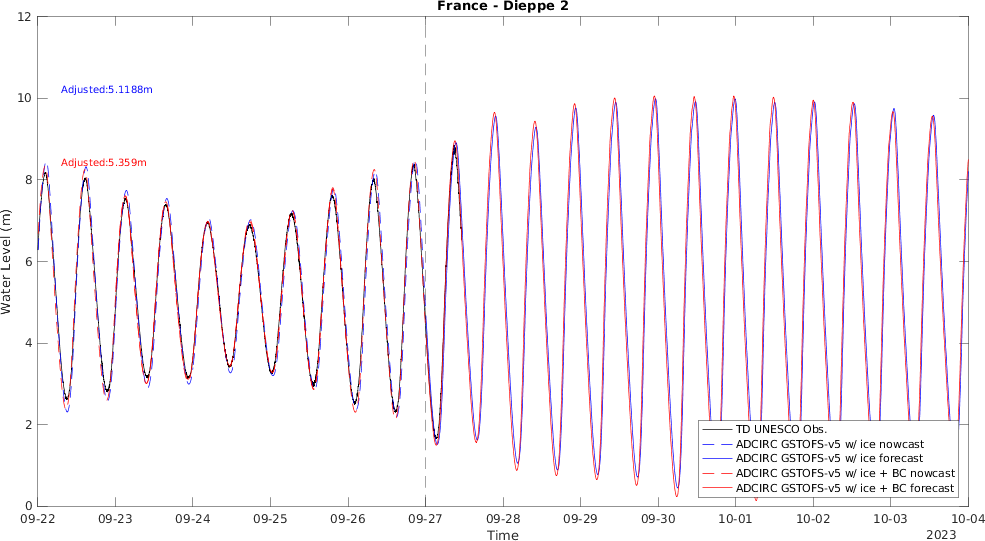 France - Dieppe 2
12
10
8
6
4
2
0
Water Level (m)
Adjusted:5.1188m
Adjusted:5.359m
TD UNESCO Obs.
ADCIRC GSTOFS-v5 w/ ice nowcast
ADCIRC GSTOFS-v5 w/ ice forecast
ADCIRC GSTOFS-v5 w/ ice + BC nowcast
ADCIRC GSTOFS-v5 w/ ice + BC forecast
09-22 09-23 09-24 09-25 09-26 09-27 09-28 09-29 09-30 10-01 10-02 10-03 10-04
Time
2023